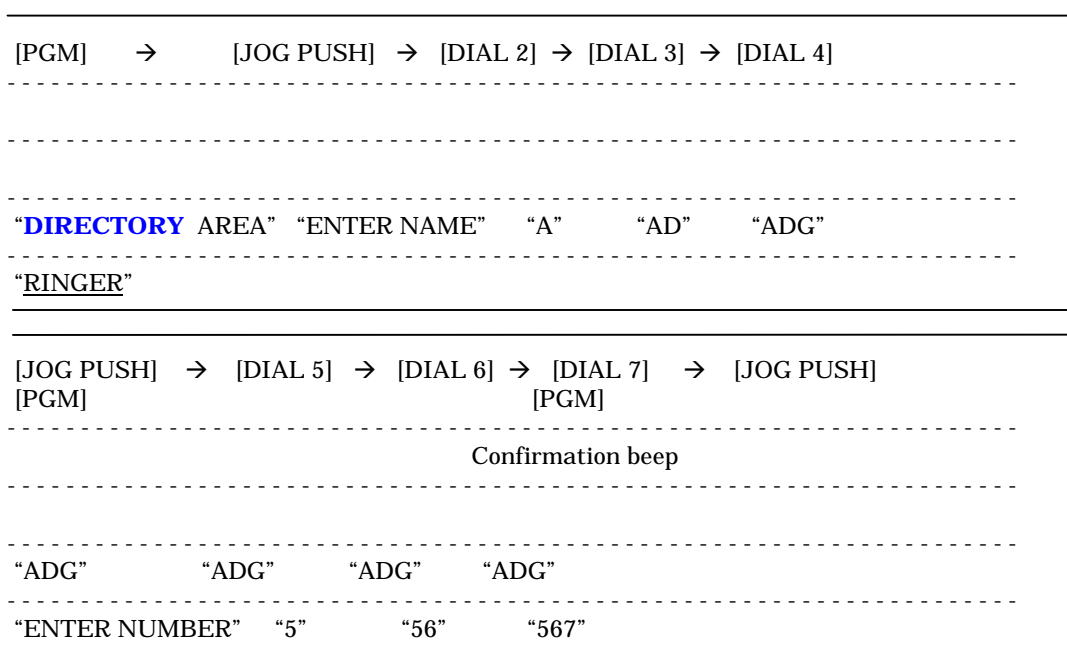 [PGM] → [JOG PUSH] → [DIAL 2] → [DIAL 3] → [DIAL 4]
“DIRECTORY AREA” “ENTER NAME” “A” “AD” “ADG”
“RINGER”
[JOG PUSH] → [DIAL 5] → [DIAL 6] → [DIAL 7] → [JOG PUSH]
[PGM] [PGM]
Confirmation beep
“ADG” “ADG” “ADG” “ADG”
“ENTER NUMBER” “5” “56” “567”